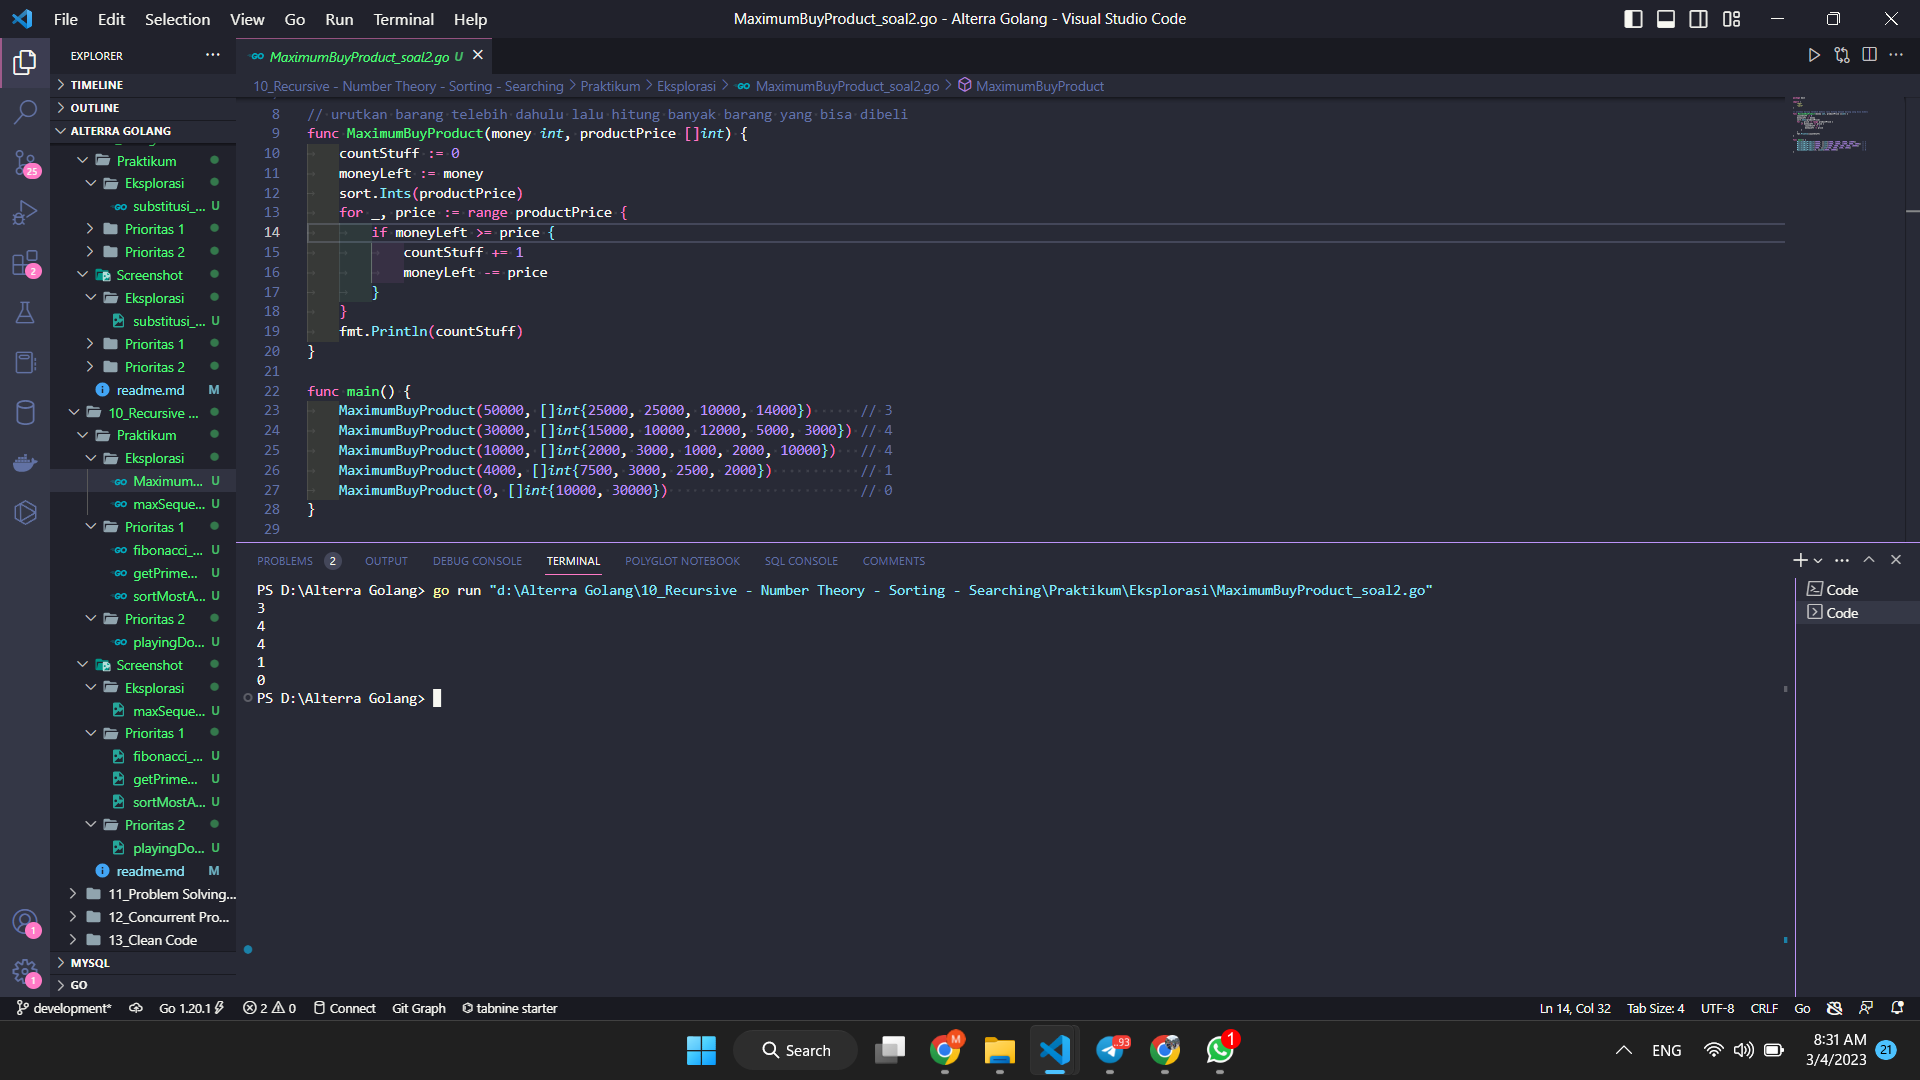 File Edit Selection View Go Run Terminal Help
MaximumBuyProduct_soal2.go - Alterra Golang - Visual Studio Code
EXPLORER
TIMELINE
OUTLINE
ALTERRA GOLANG
Praktikum
Eksplorasi
substitusi_... U
Prioritas 1
Prioritas 2
Screenshot
Eksplorasi
substitusi_... U
Prioritas 1
Prioritas 2
readme.md M
10_Recursive ...
Praktikum
Eksplorasi
Maximum... U
maxSeque... U
Prioritas 1
fibonacci_... U
getPrime... U
sortMostA... U
Prioritas 2
playingDo... U
Screenshot
Eksplorasi
maxSeque... U
Prioritas 1
fibonacci_... U
getPrime... U
sortMostA... U
Prioritas 2
playingDo... U
readme.md M
11_Problem Solving...
12_Concurrent Pro...
13_Clean Code
MYSQL
GO
25
2
1
1
MaximumBuyProduct_soal2.go U
10_Recursive - Number Theory - Sorting - Searching > Praktikum > Eksplorasi > MaximumBuyProduct_soal2.go > MaximumBuyProduct
8 // urutkan barang telebih dahulu lalu hitung banyak barang yang bisa dibeli
9 func MaximumBuyProduct(money int, productPrice []int) {
10 countStuff := 0
11 moneyLeft := money
12 sort.Ints(productPrice)
13 for _, price := range productPrice {
14 if moneyLeft >= price {
15 countStuff += 1
16 moneyLeft -= price
17 }
18 }
19 fmt.Println(countStuff)
20 }
21
22 func main() {
23 MaximumBuyProduct(50000, []int{25000, 25000, 10000, 14000}) // 3
24 MaximumBuyProduct(30000, []int{15000, 10000, 12000, 5000, 3000}) // 4
25 MaximumBuyProduct(10000, []int{2000, 3000, 1000, 2000, 10000}) // 4
26 MaximumBuyProduct(4000, []int{7500, 3000, 2500, 2000}) // 1
27 MaximumBuyProduct(0, []int{10000, 30000}) // 0
28 }
29
PROBLEMS 2 OUTPUT DEBUG CONSOLE TERMINAL POLYGLOT NOTEBOOK SQL CONSOLE COMMENTS
PS D:\Alterra Golang> go run "d:\Alterra Golang\10_Recursive - Number Theory - Sorting - Searching\Praktikum\Eksplorasi\MaximumBuyProduct_soal2.go"
3
4
4
1
0
PS D:\Alterra Golang>
Code
Code
development* Go 1.20.1 2 0 Connect Git Graph tabnine starter
Ln 14, Col 32 Tab Size: 4 UTF-8 CRLF Go
Search
M
93
1
ENG
8:31 AM
3/4/2023
21